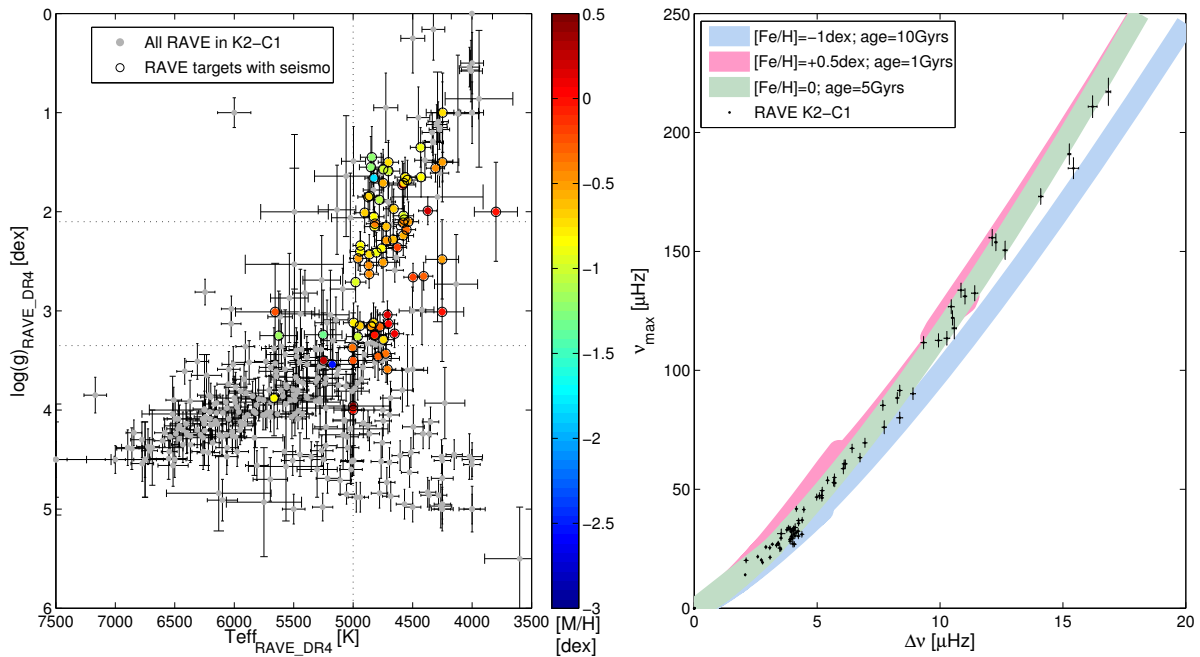 0
1
2
3
4
5
6
7500
7000
6500
6000
5500
5000
4500
4000
3500
log(g)RAVE_DR4 [dex]
TeffRAVE_DR4 [K]
All RAVE in K2−C1
RAVE targets with seismo
0.5
0
−0.5
−1
−1.5
−2
−2.5
−3
[M/H]
[dex]
250
200
150
100
50
0
0
5
10
15
20
νmax [μHz]
Δν [μHz]
[Fe/H]=−1dex; age=10Gyrs
[Fe/H]=+0.5dex; age=1Gyrs
[Fe/H]=0; age=5Gyrs
RAVE K2−C1